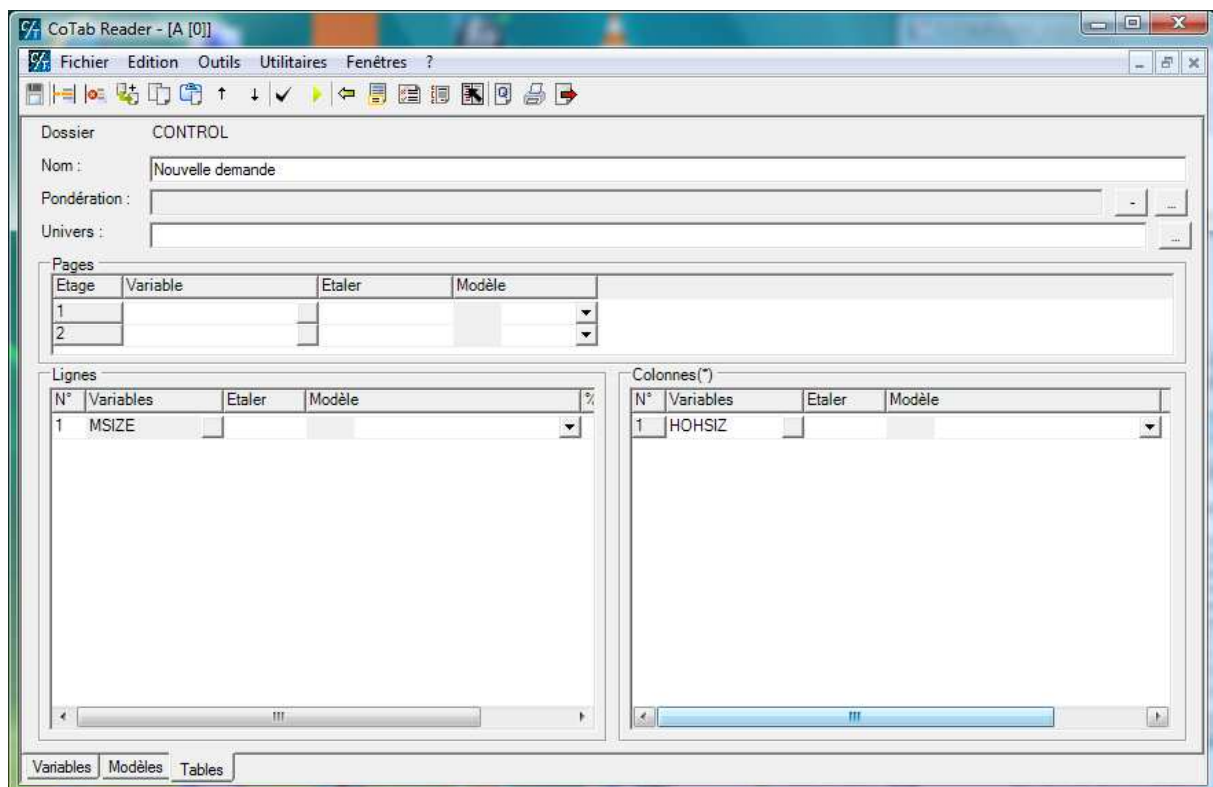 CoTab Reader - [A [0]]
Fichier Edition Outils Utilitaires Fenêtres ?
Dossier CONTROL
Nom : Nouvelle demande
Pondération : - ...
Univers : ...
Pages
Etage Variable Etaler Modèle
1
2
Lignes
N° Variables Etaler Modèle %
1 MSIZE
Colonnes(*)
N° Variables Etaler Modèle
1 HOHSIZ
Variables Modèles Tables